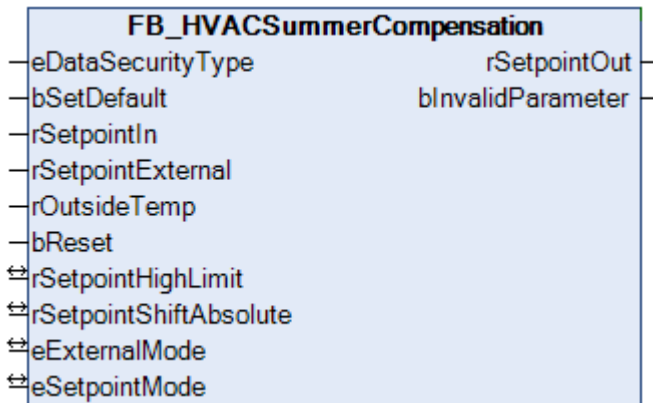 FB_HVACSummerCompensation
eDataSecurityType rSetpointOut
bSetDefault bInvalidParameter
rSetpointIn
rSetpointExternal
rOutsideTemp
bReset
rSetpointHighLimit
rSetpointShiftAbsolute
eExternalMode
eSetpointMode